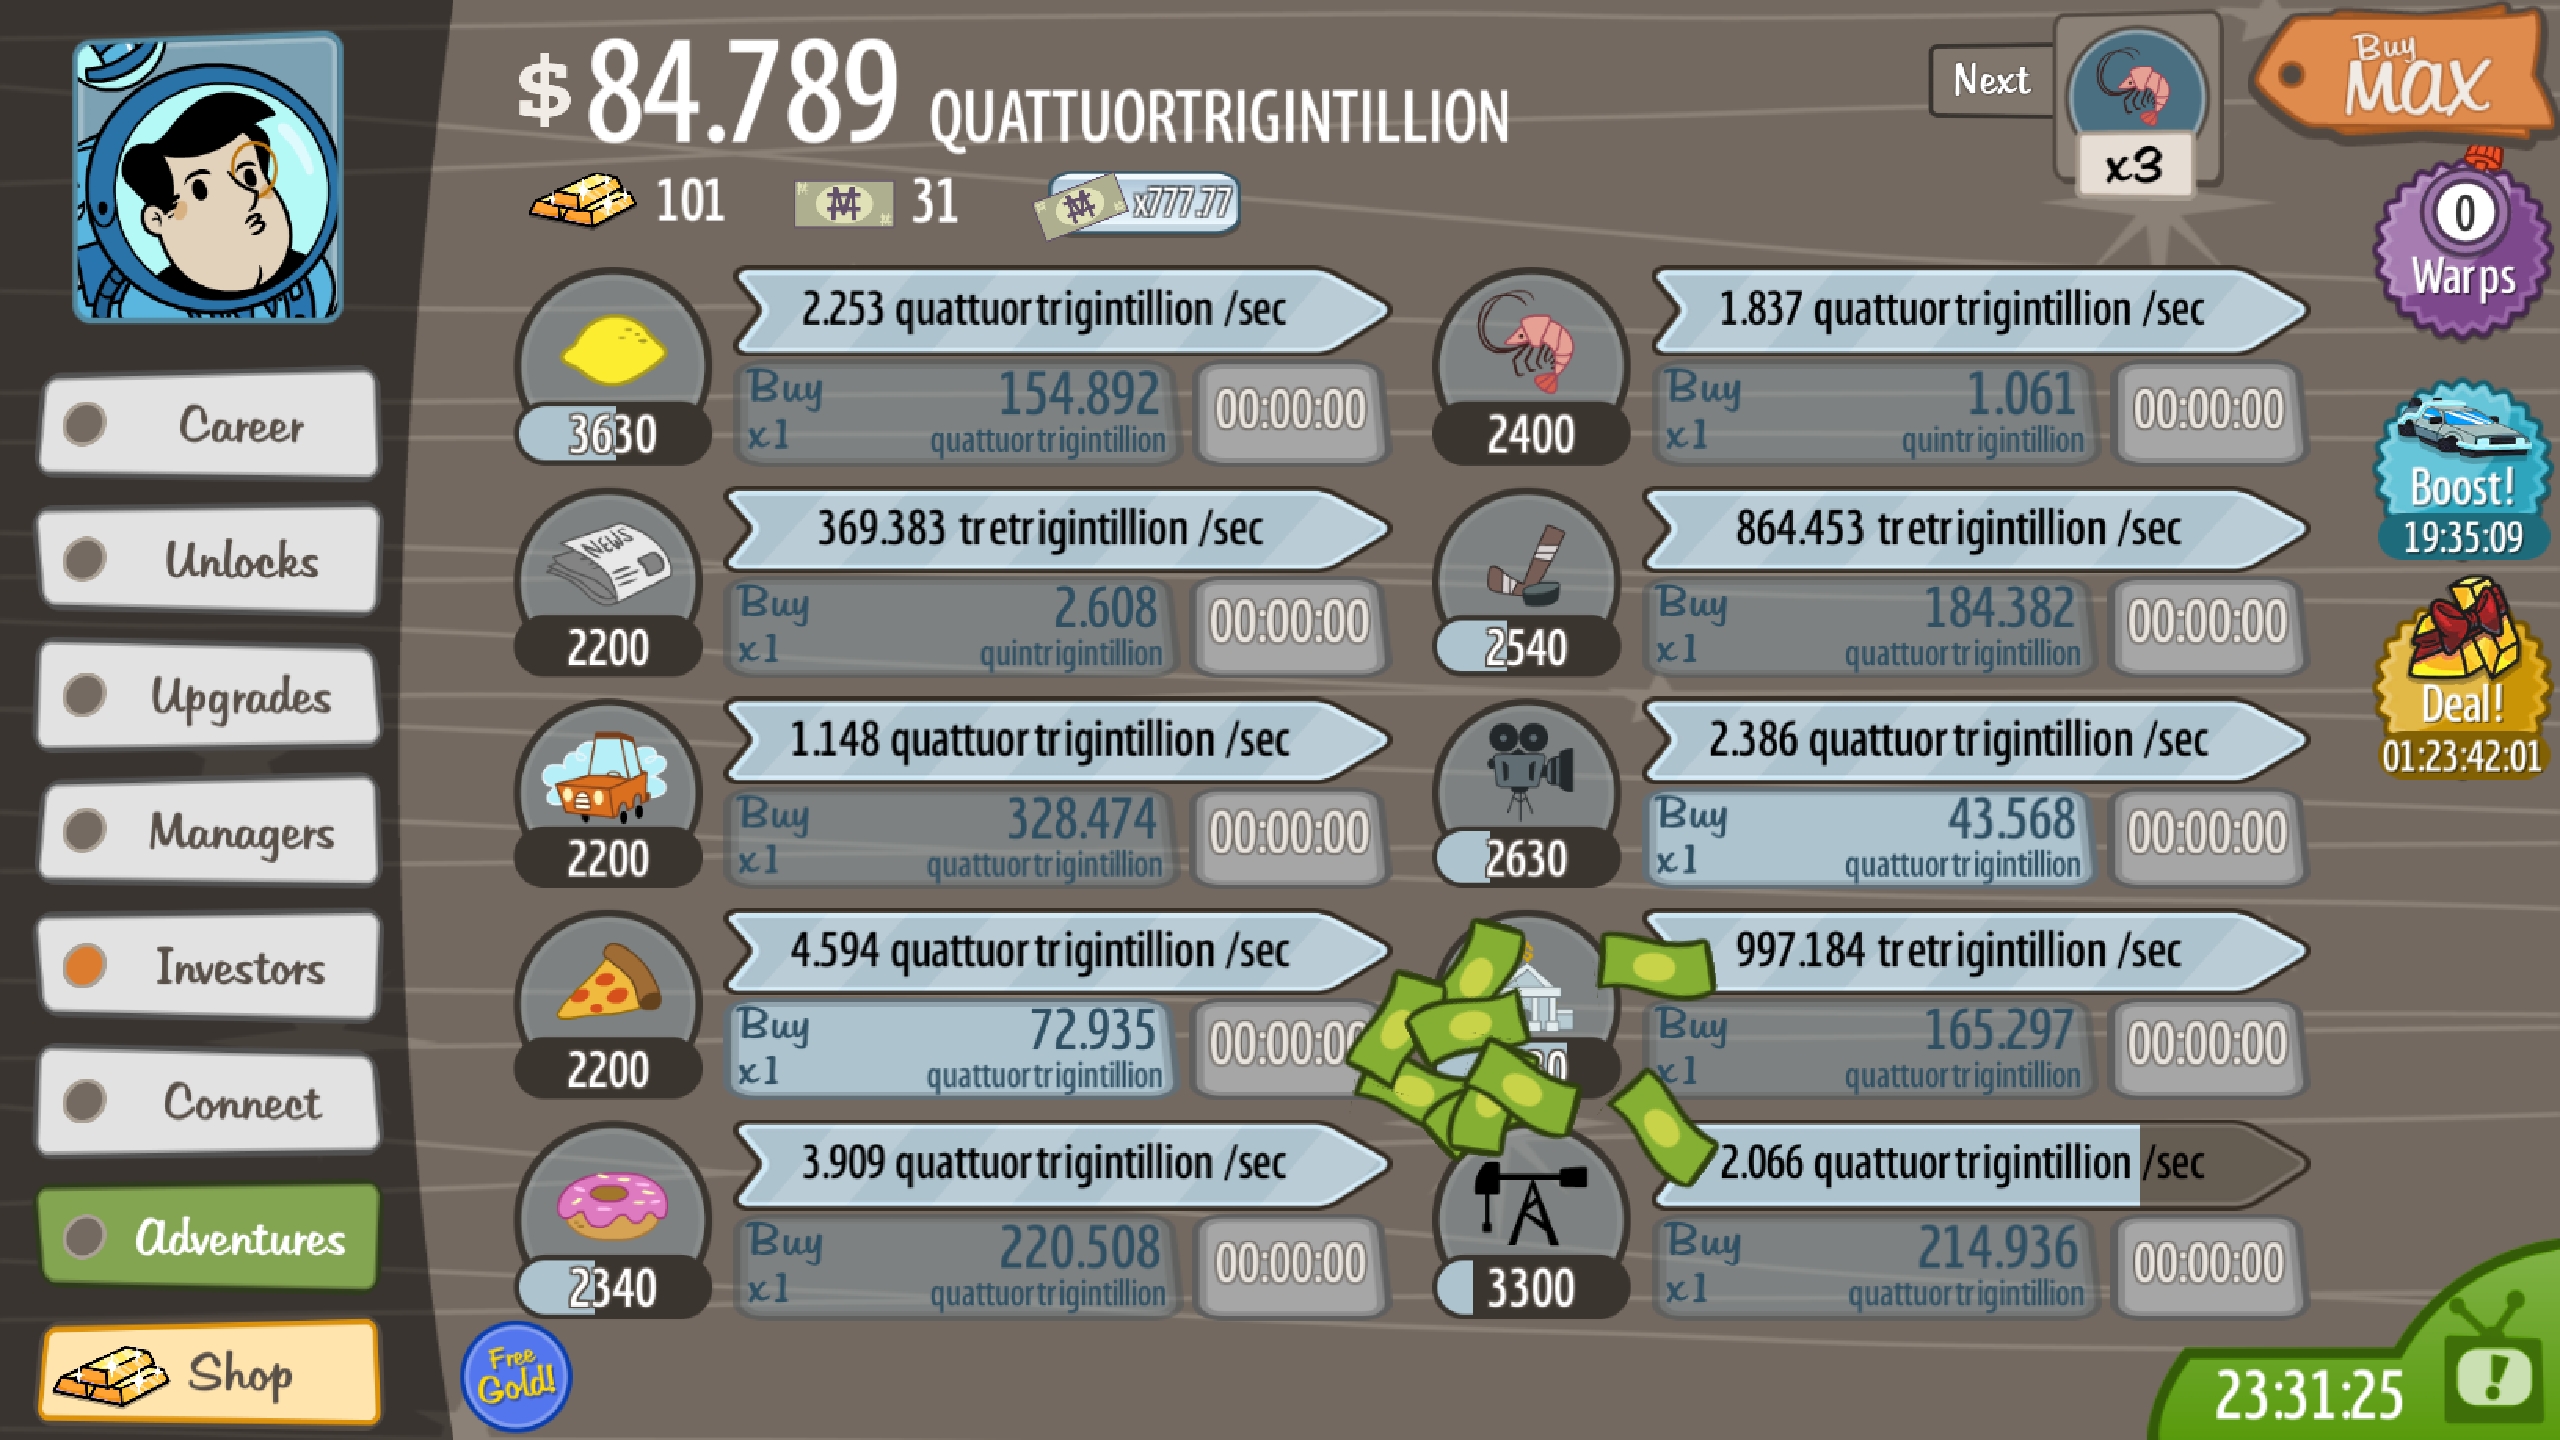 $84.789 QUATTUORTRIGINTILLION
101 31 x777.77
Next
x3
Buy
MAX
0
Warps
Boost!
19:35:09
Deal!
01:23:42:01
Career
Unlocks
Upgrades
Managers
Investors
Connect
Adventures
Shop
2.253 quattuortrigintillion /sec
3630
Buy 154.892
x1 quattuortrigintillion
00:00:00
1.837 quattuortrigintillion /sec
2400
Buy 1.061
x1 quintrigintillion
00:00:00
NEWS
369.383 tretrigintillion /sec
2200
Buy 2.608
x1 quintrigintillion
00:00:00
864.453 tretrigintillion /sec
2540
Buy 184.382
x1 quattuortrigintillion
00:00:00
1.148 quattuortrigintillion /sec
2200
Buy 328.474
x1 quattuortrigintillion
00:00:00
2.386 quattuortrigintillion /sec
2630
Buy 43.568
x1 quattuortrigintillion
00:00:00
4.594 quattuortrigintillion /sec
2200
Buy 72.935
x1 quattuortrigintillion
00:00:00
997.184 tretrigintillion /sec
Buy 165.297
x1 quattuortrigintillion
00:00:00
3.909 quattuortrigintillion /sec
2340
Buy 220.508
x1 quattuortrigintillion
00:00:00
2.066 quattuortrigintillion /sec
3300
Buy 214.936
x1 quattuortrigintillion
00:00:00
Free
Gold!
23:31:25
!